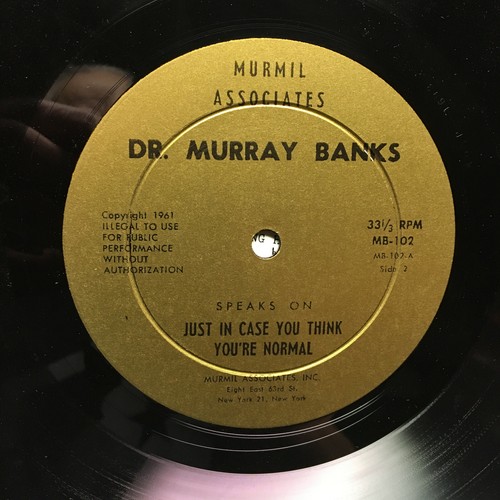 MURMIL
ASSOCIATES
DR. MURRAY BANKS
Copyright 1961
ILLEGAL TO USE
FOR PUBLIC
PERFORMANCE
WITHOUT
AUTHORIZATION
33⅓ RPM
MB-102
MB-102-A
Side 2
SPEAKS ON
JUST IN CASE YOU THINK
YOU'RE NORMAL
MURMIL ASSOCIATES, INC.
Eight East 63rd St.
New York 21, New York